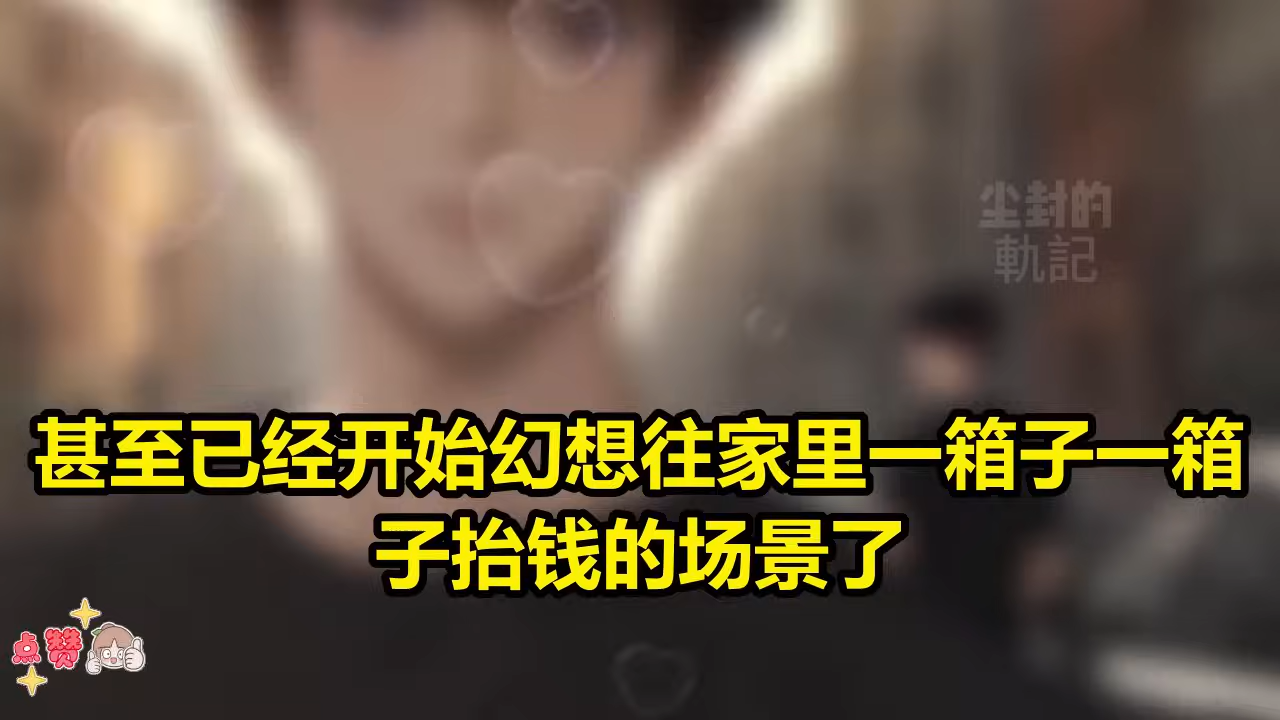 尘封的
軌記
甚至已经开始幻想往家里一箱子一箱
子抬钱的场景了
点赞